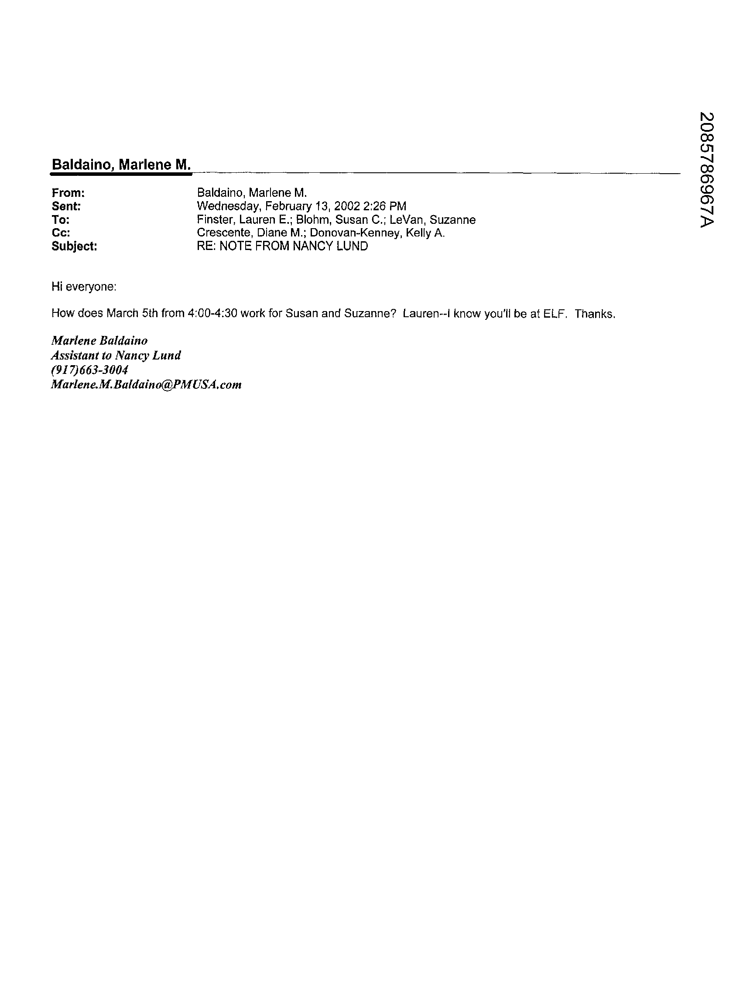 2085786967A
Baldaino, Marlene M.
From: Baldaino, Marlene M.
Sent: Wednesday, February 13, 2002 2:26 PM
To: Finster, Lauren E.; Blohm, Susan C.; LeVan, Suzanne
Cc: Crescente, Diane M.; Donovan-Kenney, Kelly A.
Subject: RE: NOTE FROM NANCY LUND
Hi everyone:
How does March 5th from 4:00-4:30 work for Susan and Suzanne? Lauren--I know you'll be at ELF. Thanks.
Marlene Baldaino
Assistant to Nancy Lund
(917)663-3004
Marlene.M.Baldaino@PMUSA.com